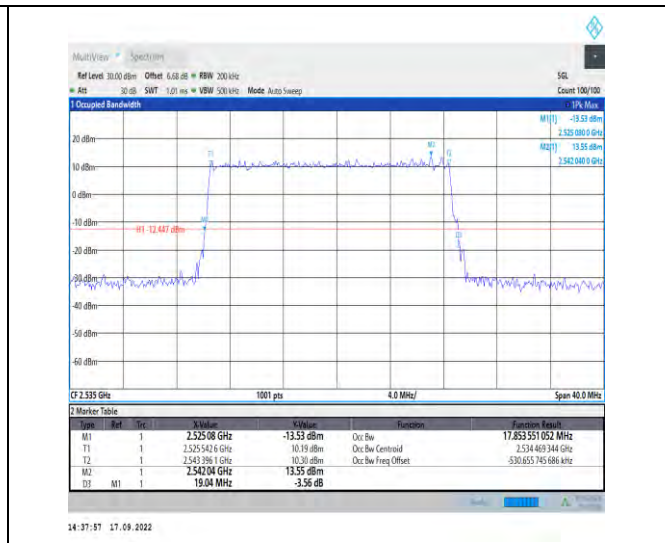 MultiView Spectrum
Ref Level 30.00 dBm Offset 6.68 dB RBW 200 kHz SGL
Att 30 dB SWT 1.01 ms VBW 500 kHz Mode Auto Sweep Count 100/100
1 Occupied Bandwidth 1Pk Max
M1[1] -13.53 dBm
2.525 080 0 GHz
M2[1] 13.55 dBm
2.542 040 0 GHz
M2
T1 T2
20 dBm
10 dBm
0 dBm
-10 dBm
M1
H1 -12.447 dBm
D3
-20 dBm
-30 dBm
-40 dBm
-50 dBm
-60 dBm
CF 2.535 GHz 1001 pts 4.0 MHz/ Span 40.0 MHz
2 Marker Table
Type Ref Trc X-Value Y-Value Function Function Result
M1 1 2.525 08 GHz -13.53 dBm Occ Bw 17.853 551 052 MHz
T1 1 2.525 542 6 GHz 10.19 dBm Occ Bw Centroid 2.534 469 344 GHz
T2 1 2.543 396 1 GHz 10.30 dBm Occ Bw Freq Offset -530.655 745 686 kHz
M2 1 2.542 04 GHz 13.55 dBm
D3 M1 1 19.04 MHz -3.56 dB
14:37:57 17.09.2022